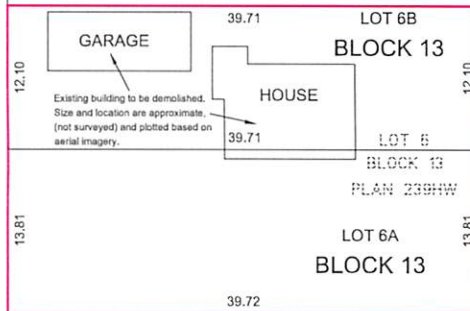 39.71
LOT 6B
GARAGE
BLOCK 13
12.10
12.10
Existing building to be demolished.
Size and location are approximate,
(not surveyed) and plotted based on
aerial imagery.
HOUSE
39.71
LOT 6
BLOCK 13
PLAN 239HW
13.81
13.81
LOT 6A
BLOCK 13
39.72